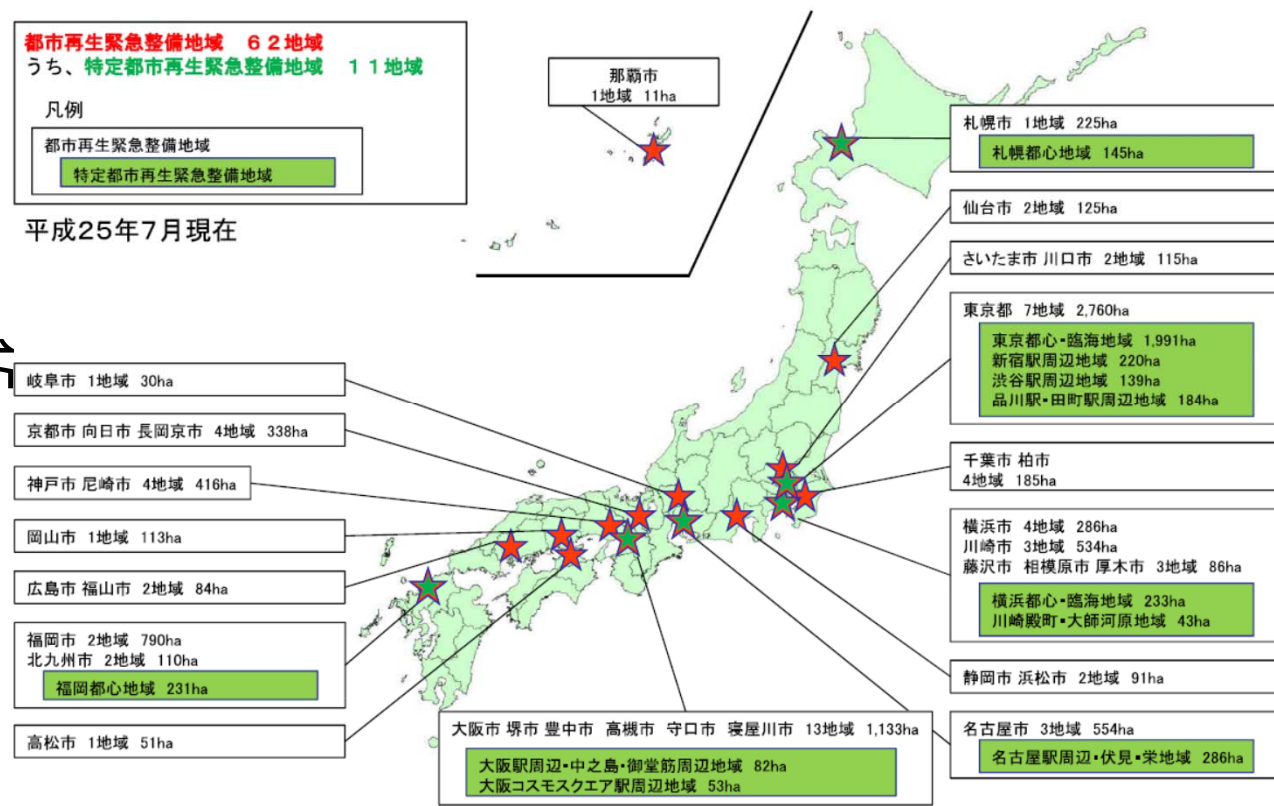 都市再生緊急整備地域 62地域
うち、特定都市再生緊急整備地域 11地域
凡例
都市再生緊急整備地域
特定都市再生緊急整備地域
平成25年7月現在
那覇市
1地域 11ha
札幌市 1地域 225ha
札幌都心地域 145ha
仙台市 2地域 125ha
さいたま市 川口市 2地域 115ha
東京都 7地域 2,760ha
東京都心・臨海地域 1,991ha
新宿駅周辺地域 220ha
渋谷駅周辺地域 139ha
品川駅・田町駅周辺地域 184ha
千葉市 柏市
4地域 185ha
横浜市 4地域 286ha
川崎市 3地域 534ha
藤沢市 相模原市 厚木市 3地域 86ha
横浜都心・臨海地域 233ha
川崎殿町・大師河原地域 43ha
静岡市 浜松市 2地域 91ha
名古屋市 3地域 554ha
名古屋駅周辺・伏見・栄地域 286ha
岐阜市 1地域 30ha
京都市 向日市 長岡京市 4地域 338ha
神戸市 尼崎市 4地域 416ha
岡山市 1地域 113ha
広島市 福山市 2地域 84ha
福岡市 2地域 790ha
北九州市 2地域 110ha
福岡都心地域 231ha
高松市 1地域 51ha
大阪市 堺市 豊中市 高槻市 守口市 寝屋川市 13地域 1,133ha
大阪駅周辺・中之島・御堂筋周辺地域 82ha
大阪コスモスクエア駅周辺地域 53ha